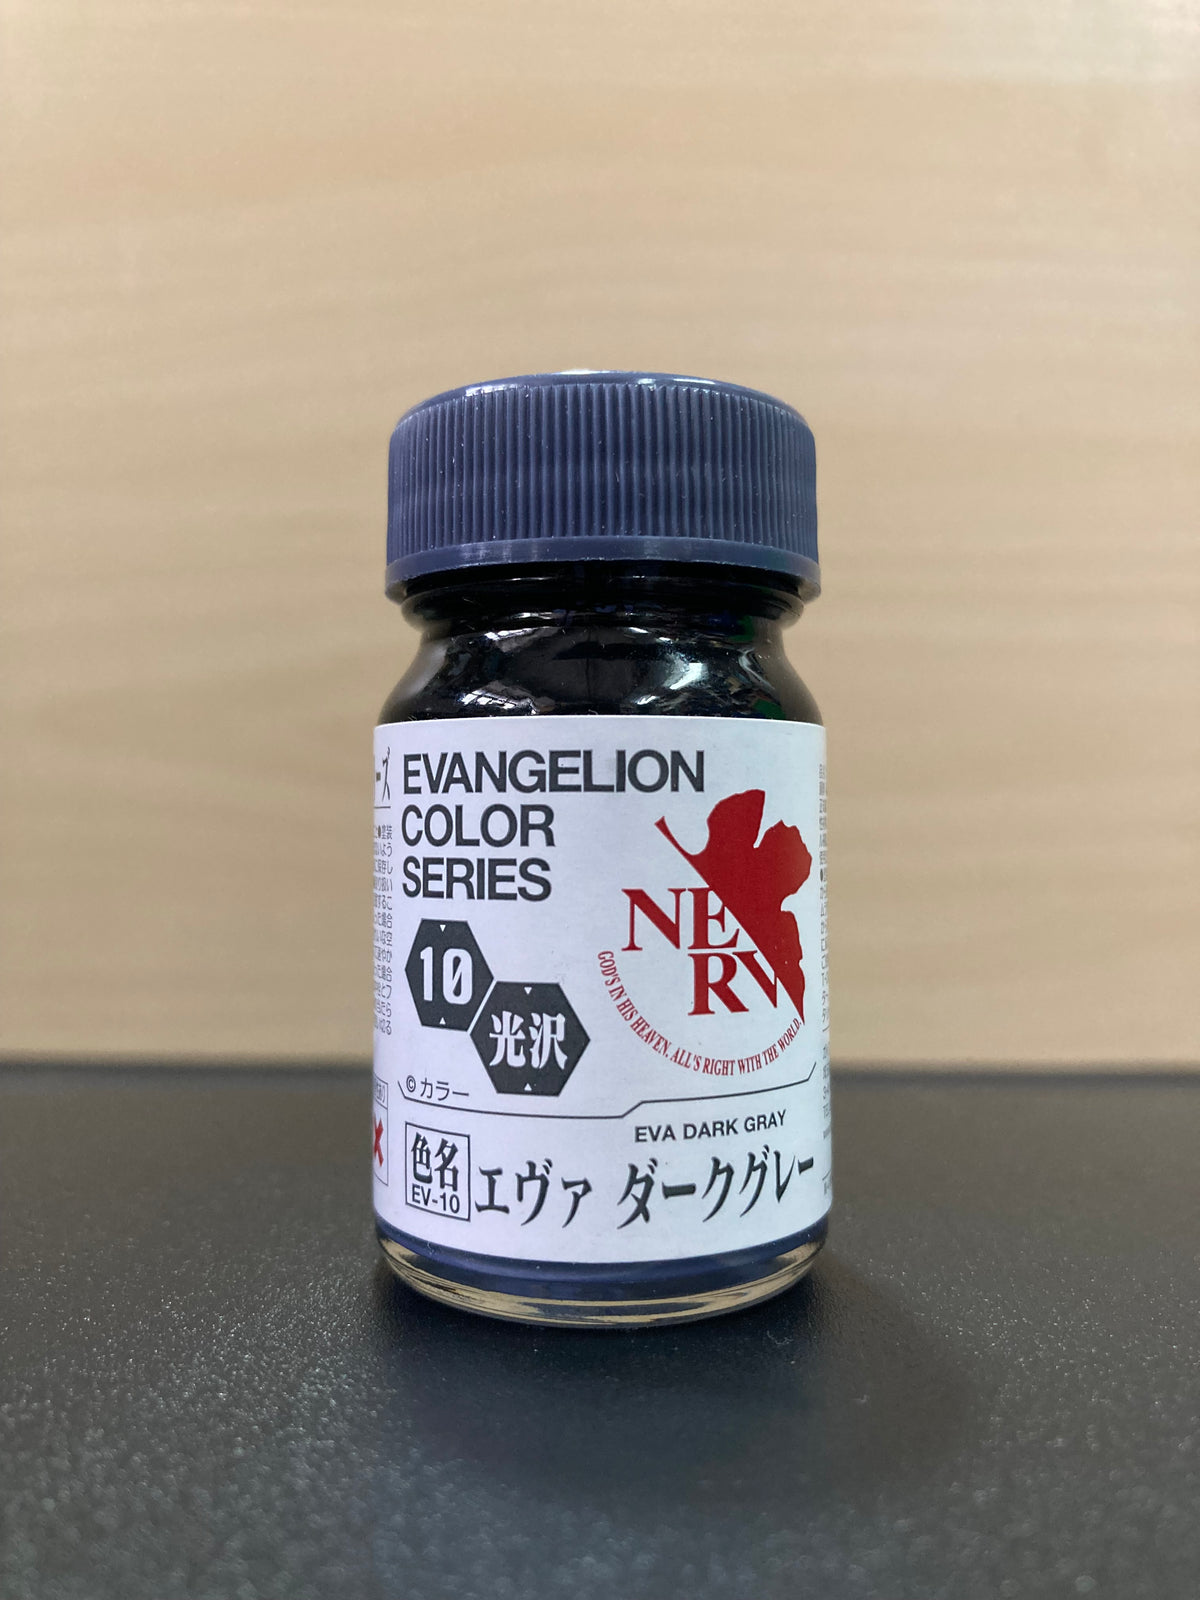 EVANGELION
COLOR
SERIES
NERV
GOD'S IN HIS HEAVEN. ALL'S RIGHT WITH THE WORLD.
10
光沢
© カラー
EVA DARK GRAY
色名
EV-10
エヴァ ダークグレー